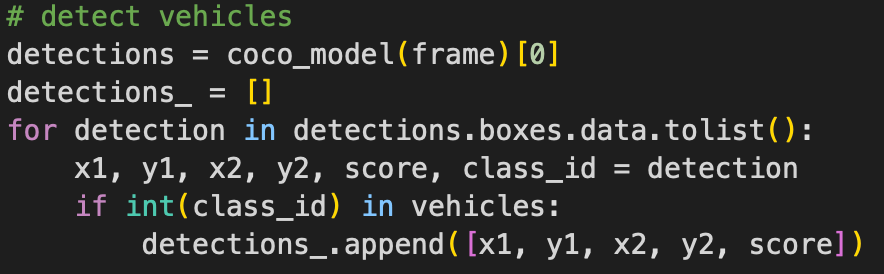 # detect vehicles
detections = coco_model(frame)[0]
detections_ = []
for detection in detections.boxes.data.tolist():
    x1, y1, x2, y2, score, class_id = detection
    if int(class_id) in vehicles:
        detections_.append([x1, y1, x2, y2, score])